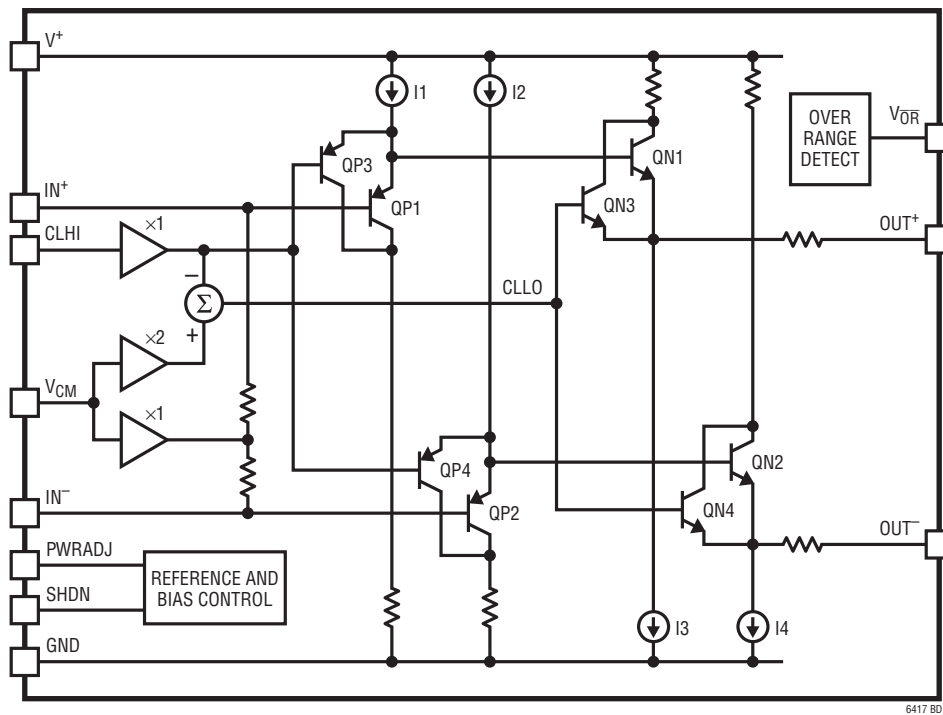 V+
I1
I2
OVER
RANGE
DETECT
VOR
QP3
QN1
IN+
QP1
QN3
CLHI
×1
OUT+
−
Σ
CLLO
+
×2
VCM
×1
QP4
QN2
IN−
QP2
QN4
OUT−
PWRADJ
REFERENCE AND
BIAS CONTROL
SHDN
I3
I4
GND
6417 BD